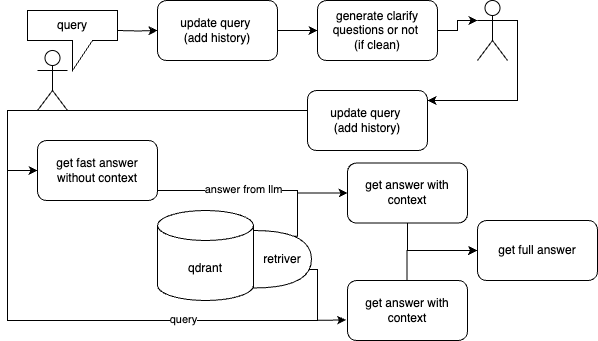 query
update query
(add history)
generate clarify
questions or not
(if clean)
update query
(add history)
get fast answer
without context
answer from llm
get answer with
context
qdrant
retriver
get full answer
query
get answer with
context